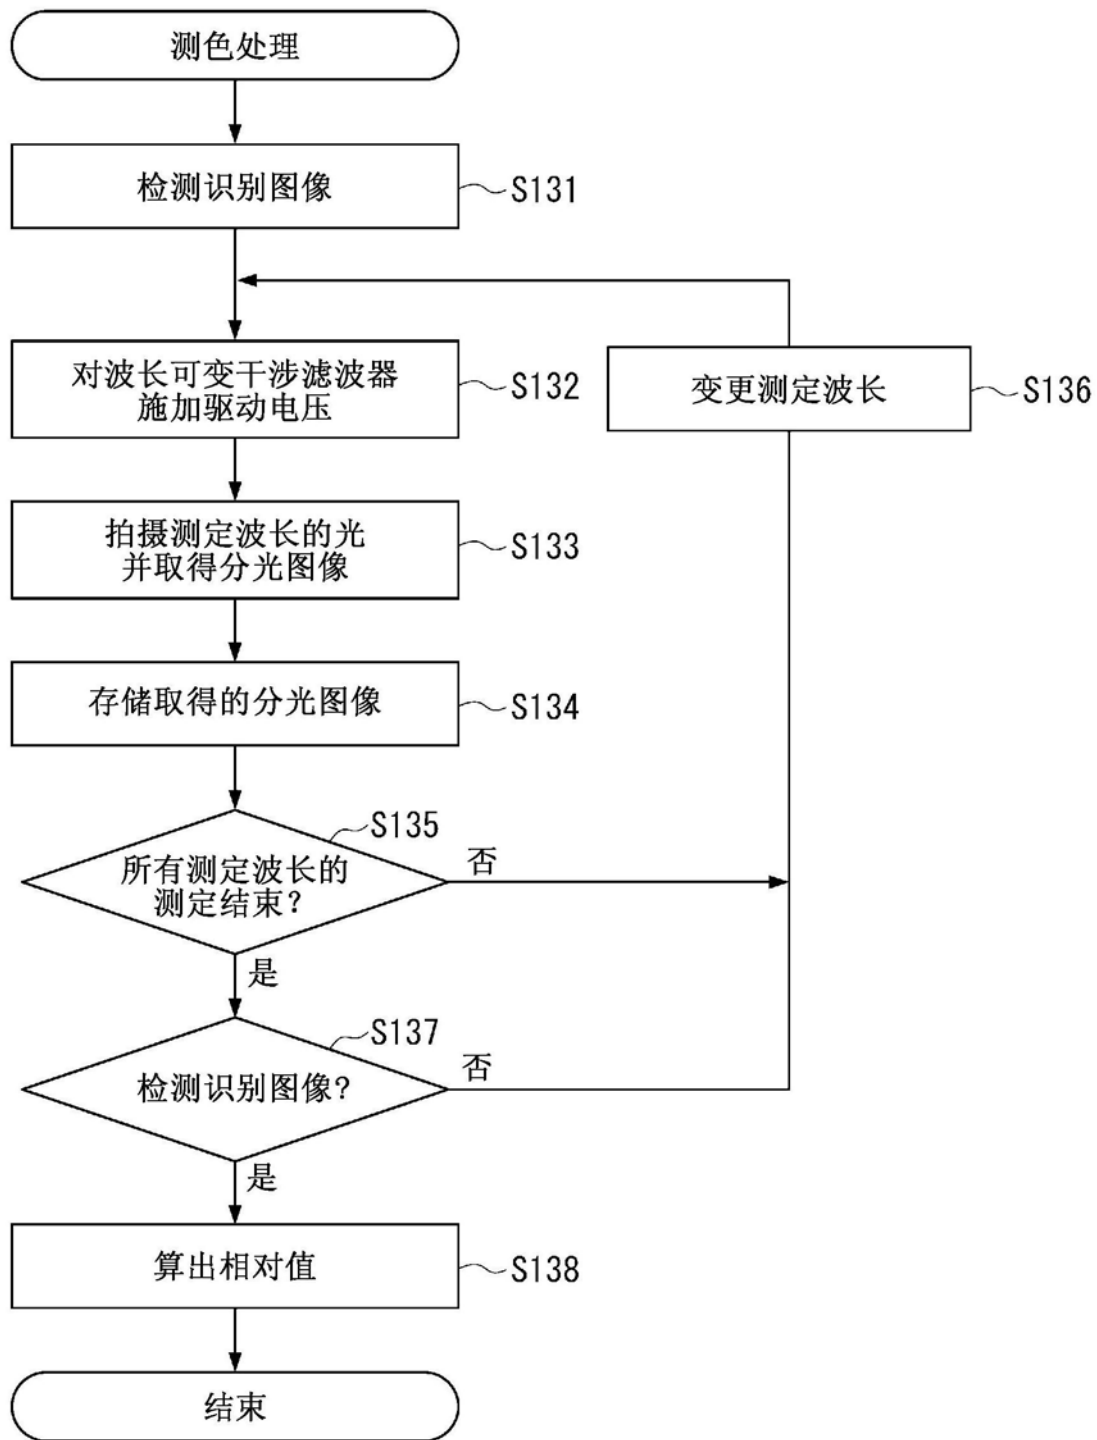 测色处理
检测识别图像
S131
对波长可变干涉滤波器
施加驱动电压
S132
变更测定波长
S136
拍摄测定波长的光
并取得分光图像
S133
存储取得的分光图像
S134
S135
所有测定波长的
测定结束？
否
是
S137
检测识别图像？
否
是
算出相对值
S138
结束